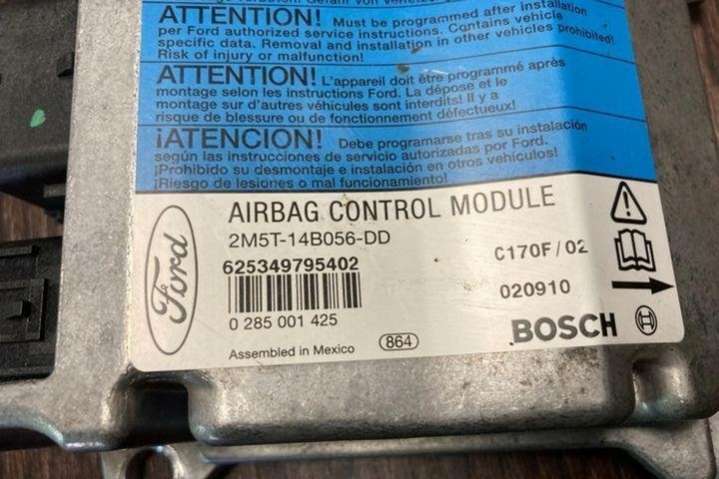 ATTENTION! Must be programmed after installation
per Ford authorized service instructions. Contains vehicle
specific data. Removal and installation in other vehicles prohibited!
Risk of injury or malfunction!
ATTENTION! L'appareil doit être programmé après
montage selon les instructions Ford. La dépose et le
montage sur d'autres véhicules sont interdits! Il y a
risque de blessure ou de fonctionnement défectueux!
¡ATENCION! Debe programarse tras su instalación
según las instrucciones de servicio autorizadas por Ford.
¡Prohibido su desmontaje e instalación en otros vehículos!
¡Riesgo de lesiones o mal funcionamiento!
Ford
AIRBAG CONTROL MODULE
2M5T-14B056-DD
625349795402
C170F/02
0 285 001 425
020910
Assembled in Mexico
864
BOSCH